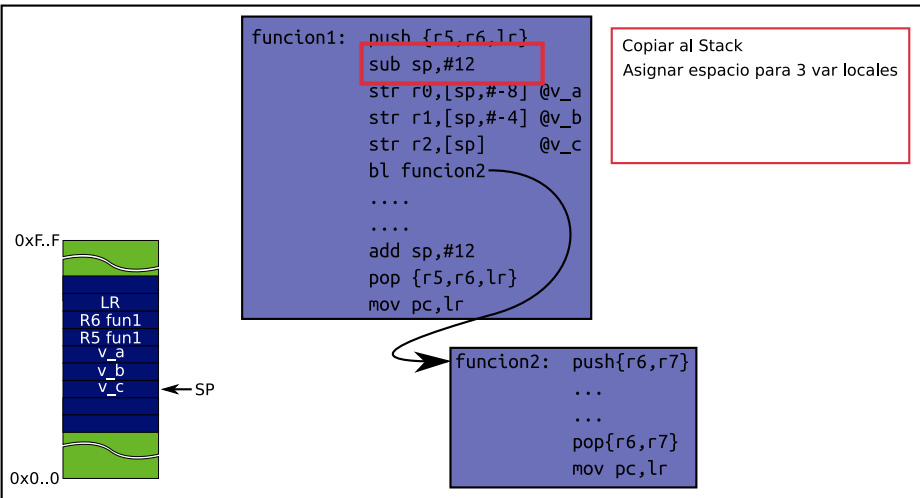 funcion1: push {r5,r6,lr}
sub sp,#12
str r0,[sp,#-8] @v_a
str r1,[sp,#-4] @v_b
str r2,[sp] @v_c
bl funcion2
....
....
add sp,#12
pop {r5,r6,lr}
mov pc,lr
Copiar al Stack
Asignar espacio para 3 var locales
0xF..F
LR
R6 fun1
R5 fun1
v_a
v_b
v_c
SP
0x0..0
funcion2: push{r6,r7}
...
...
pop{r6,r7}
mov pc,lr